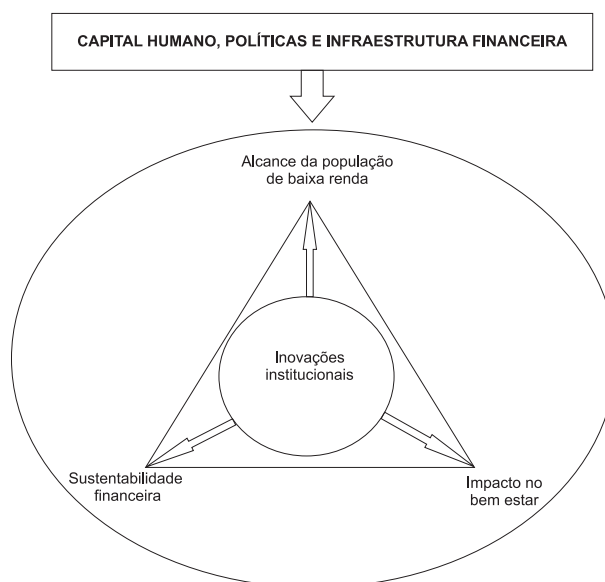 CAPITAL HUMANO, POLÍTICAS E INFRAESTRUTURA FINANCEIRA
Alcance da população
de baixa renda
Inovações
institucionais
Sustentabilidade
financeira
Impacto no
bem estar